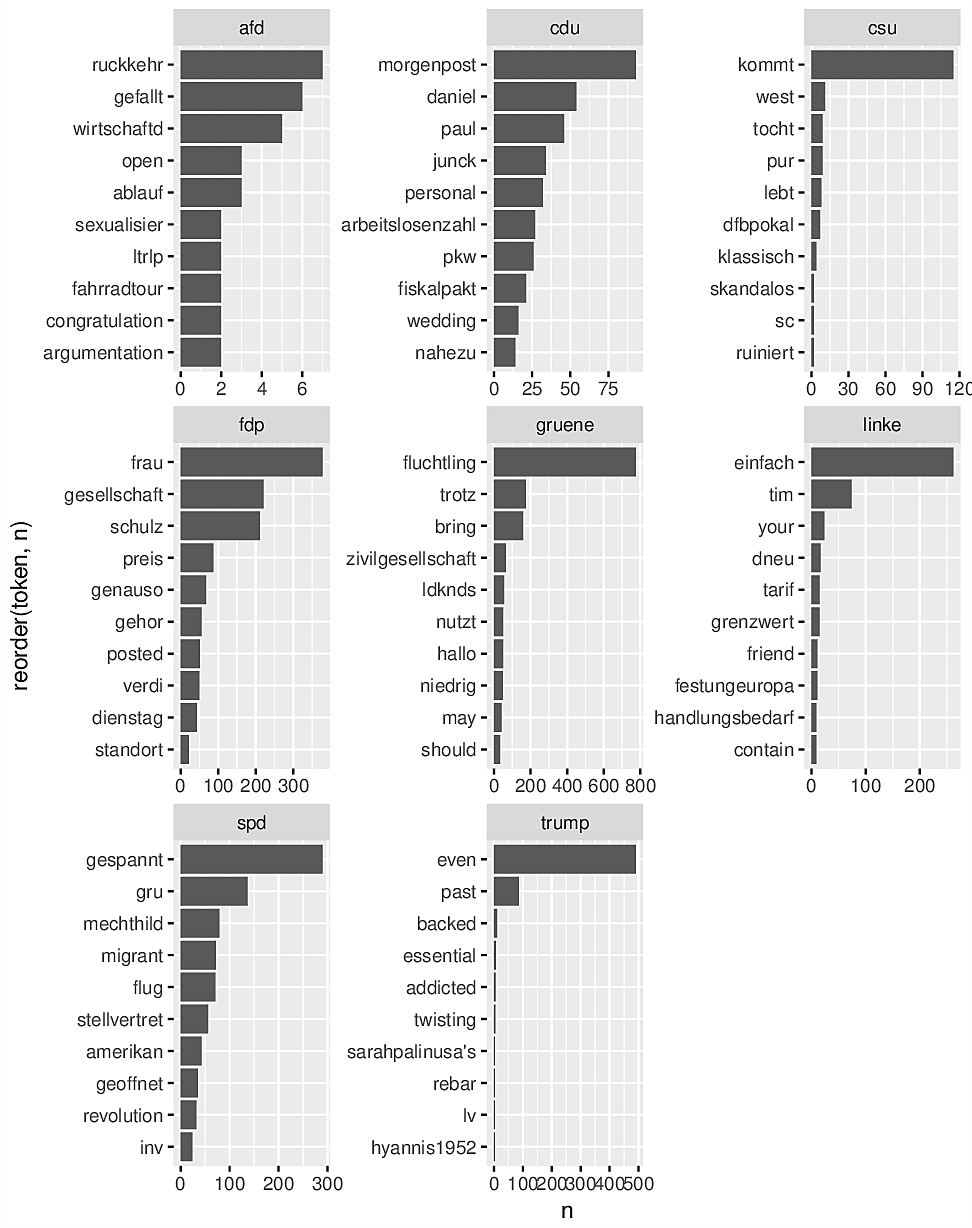 afd
ruckkehr
gefallt
wirtschaftd
open
ablauf
sexualisier
ltrlp
fahrradtour
congratulation
argumentation
0 2 4 6
cdu
morgenpost
daniel
paul
junck
personal
arbeitslosenzahl
pkw
fiskalpakt
wedding
nahezu
0 25 50 75
csu
kommt
west
tocht
pur
lebt
dfbpokal
klassisch
skandalos
sc
ruiniert
0 30 60 90 120
fdp
frau
gesellschaft
schulz
preis
genauso
gehor
posted
verdi
dienstag
standort
0 100 200 300
gruene
fluchtling
trotz
bring
zivilgesellschaft
ldknds
nutzt
hallo
niedrig
may
should
0 200 400 600 800
linke
einfach
tim
your
dneu
tarif
grenzwert
friend
festungeuropa
handlungsbedarf
contain
0 100 200
spd
gespannt
gru
mechthild
migrant
flug
stellvertret
amerikan
geoffnet
revolution
inv
0 100 200 300
trump
even
past
backed
essential
addicted
twisting
sarahpalinusa's
rebar
lv
hyannis1952
0 100 200 300 400 500
reorder(token, n)
n